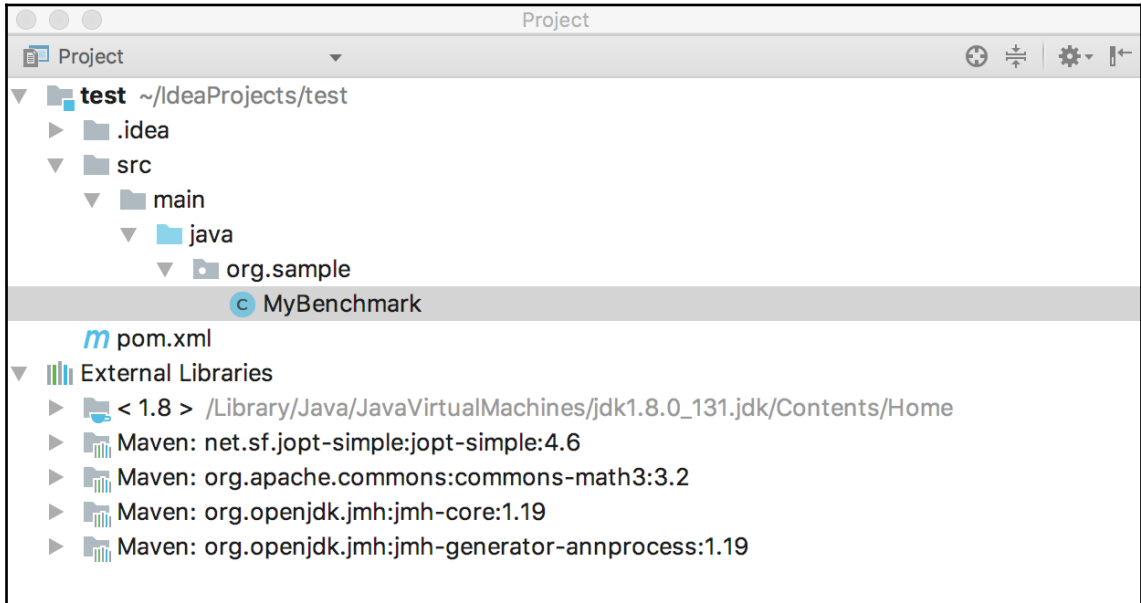 Project
Project
test ~/IdeaProjects/test
.idea
src
main
java
org.sample
C MyBenchmark
m pom.xml
External Libraries
< 1.8 > /Library/Java/JavaVirtualMachines/jdk1.8.0_131.jdk/Contents/Home
Maven: net.sf.jopt-simple:jopt-simple:4.6
Maven: org.apache.commons:commons-math3:3.2
Maven: org.openjdk.jmh:jmh-core:1.19
Maven: org.openjdk.jmh:jmh-generator-annprocess:1.19